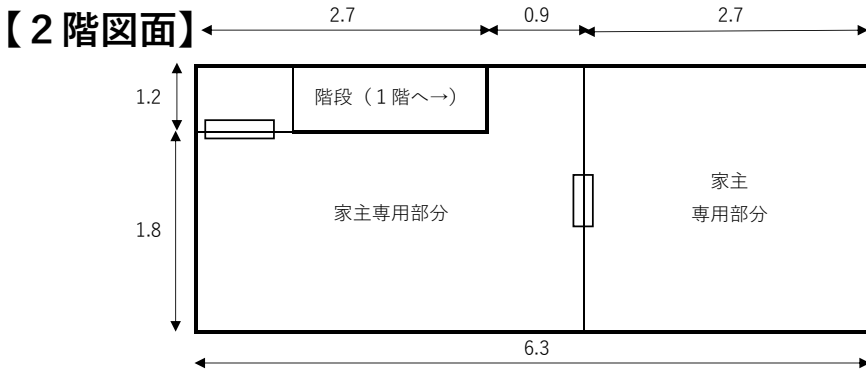 【２階図面】
2.7
0.9
2.7
1.2
階段（１階へ→）
1.8
家主専用部分
家主
専用部分
6.3